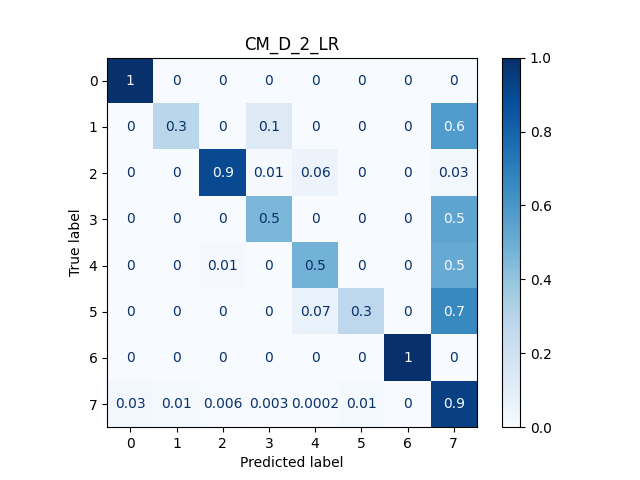 CM_D_2_LR
0 1 0 0 0 0 0 0 0
1 0 0.3 0 0.1 0 0 0 0.6
2 0 0 0.9 0.01 0.06 0 0 0.03
3 0 0 0 0.5 0 0 0 0.5
4 0 0 0.01 0 0.5 0 0 0.5
5 0 0 0 0 0.07 0.3 0 0.7
6 0 0 0 0 0 0 1 0
7 0.03 0.01 0.006 0.003 0.0002 0.01 0 0.9
0 1 2 3 4 5 6 7
Predicted label
True label
1.0
0.8
0.6
0.4
0.2
0.0